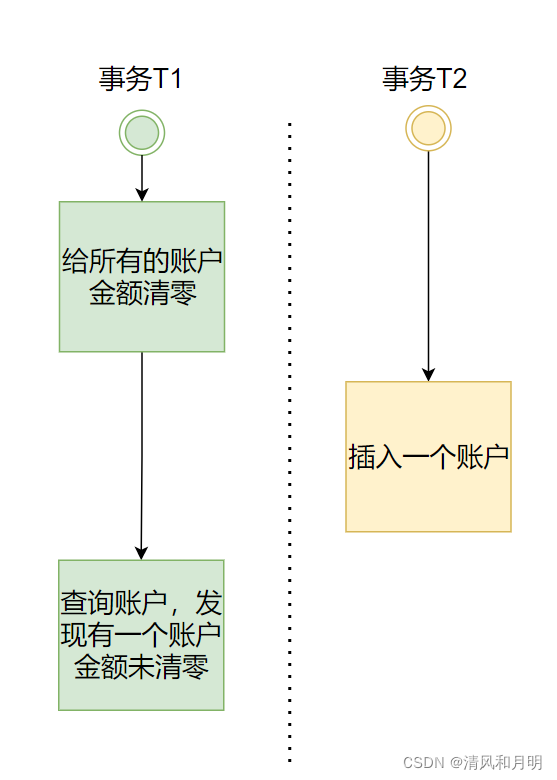 事务T1
事务T2
给所有的账户
金额清零
插入一个账户
查询账户，发
现有一个账户
金额未清零
CSDN @清风和月明